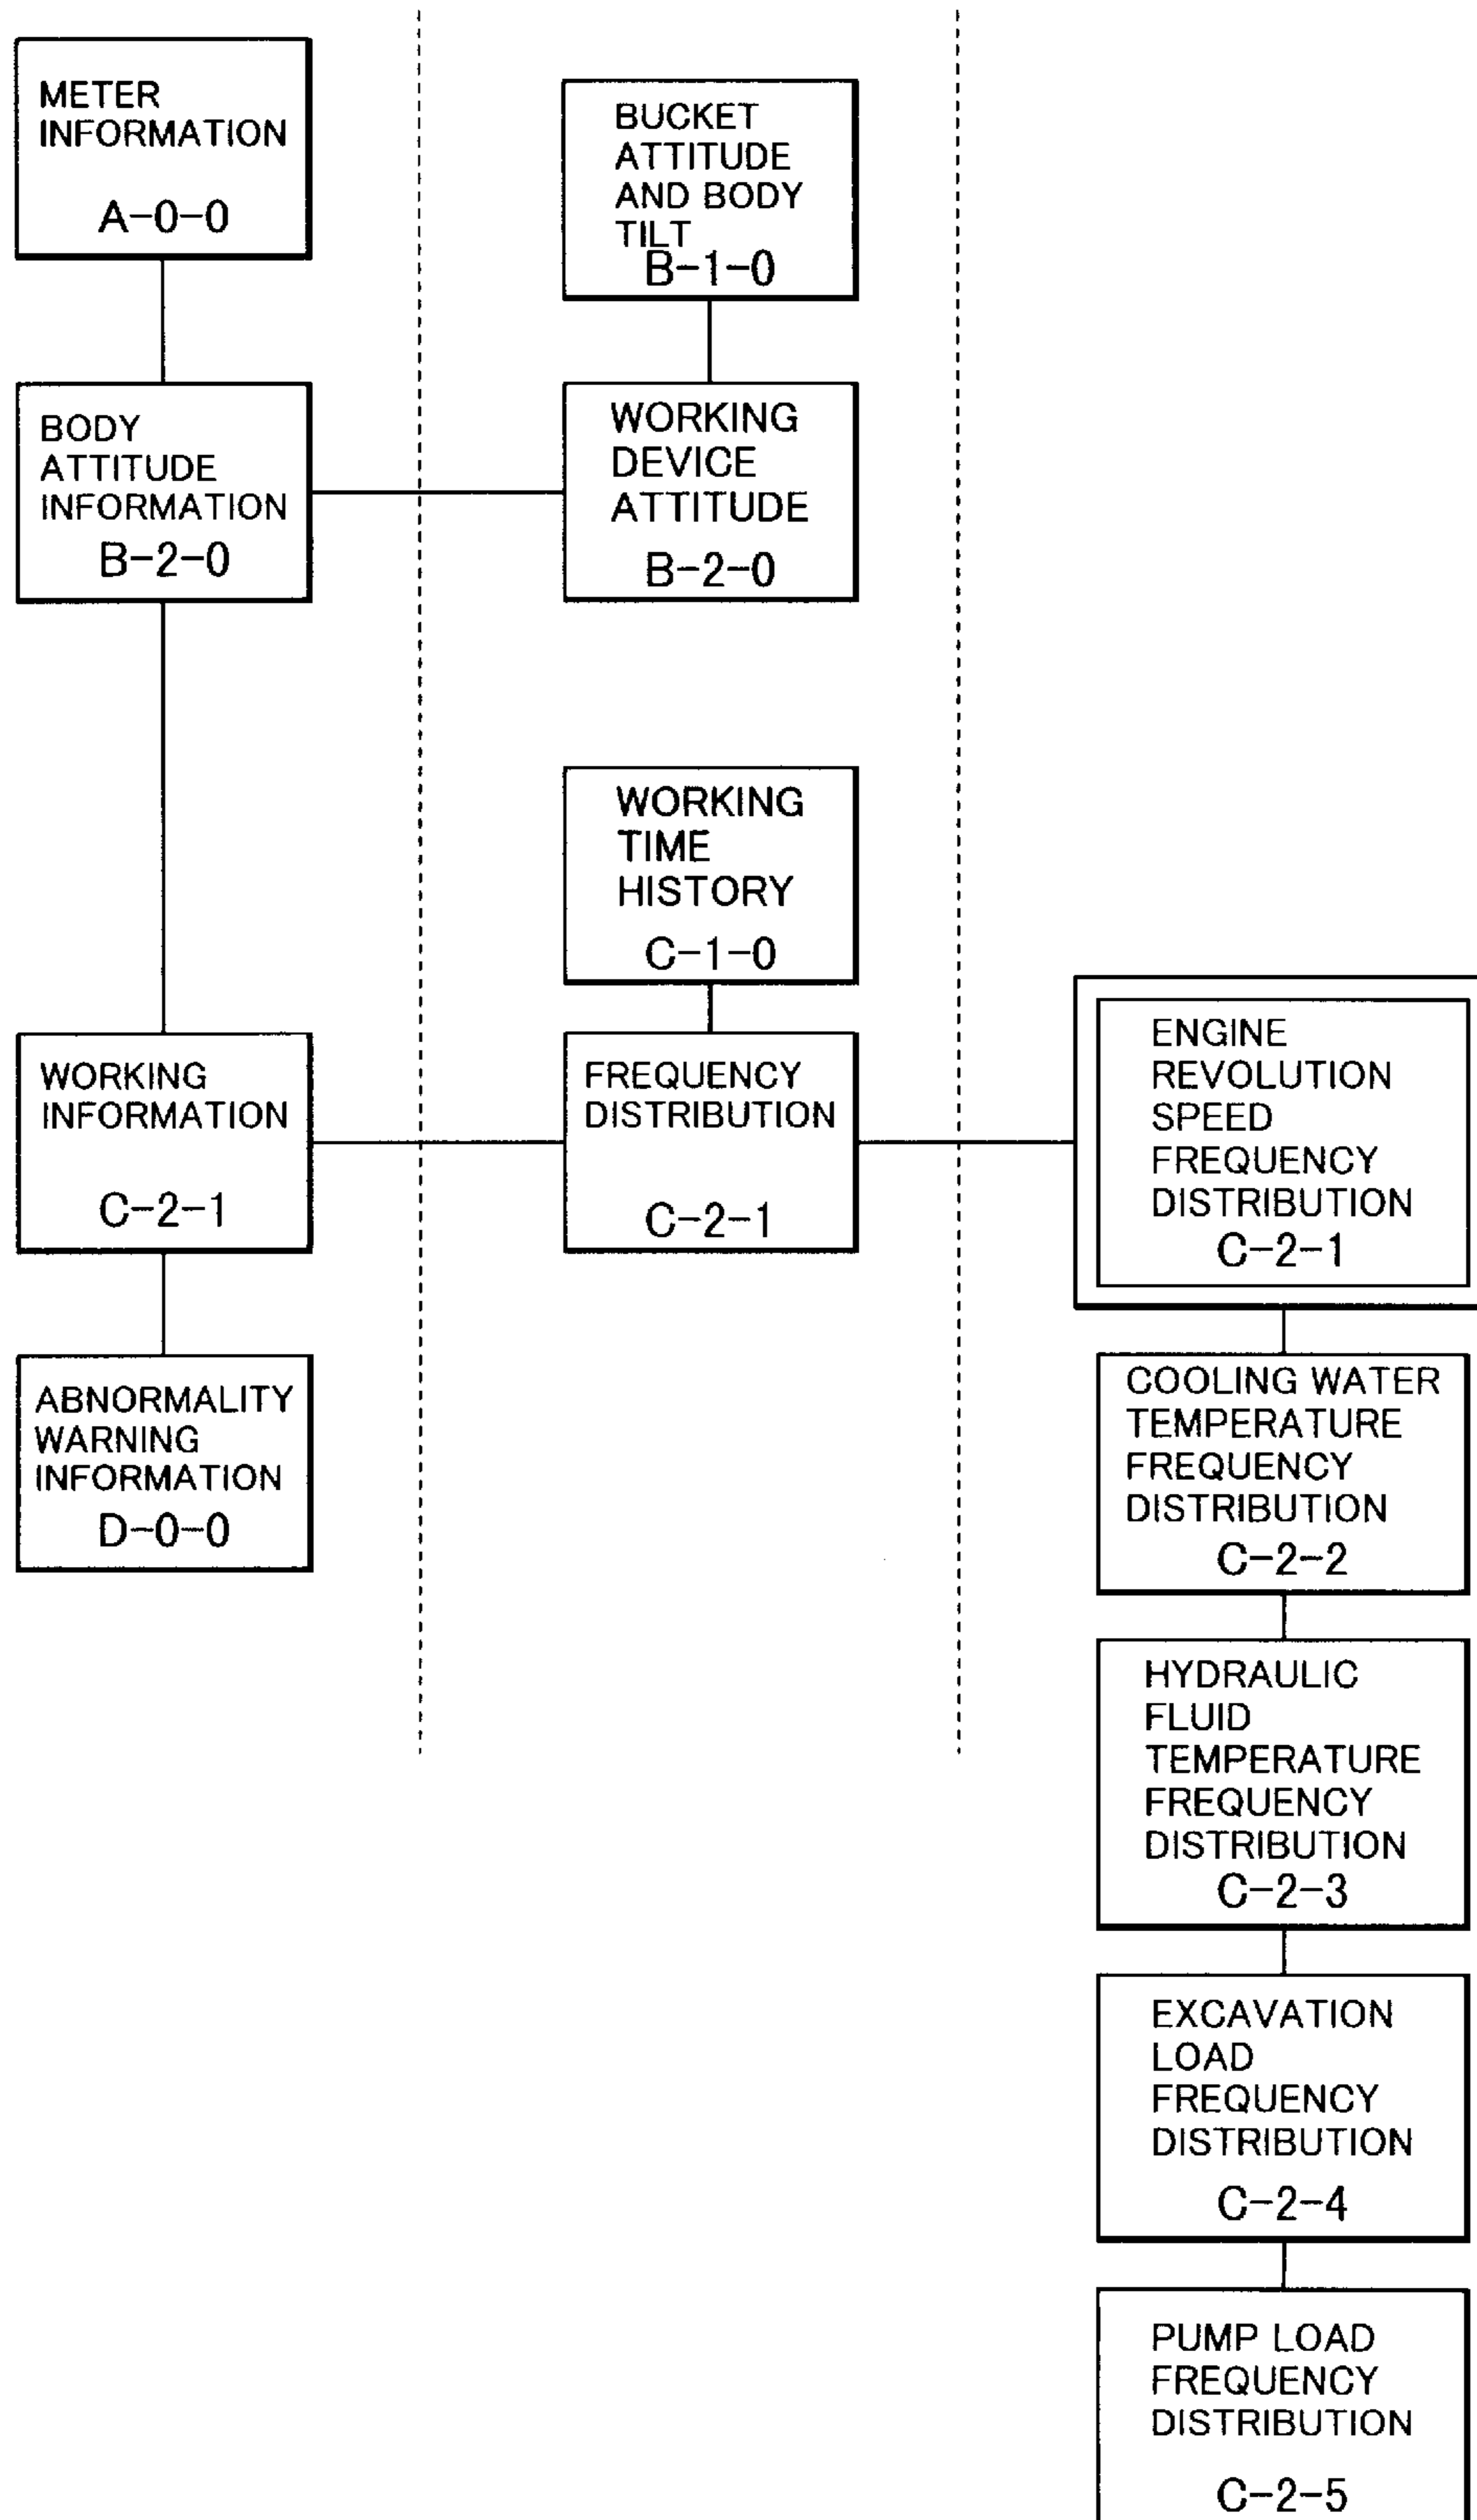 METER
INFORMATION
A-0-0
BODY
ATTITUDE
INFORMATION
B-2-0
WORKING
INFORMATION
C-2-1
ABNORMALITY
WARNING
INFORMATION
D-0-0
BUCKET
ATTITUDE
AND BODY
TILT
B-1-0
WORKING
DEVICE
ATTITUDE
B-2-0
WORKING
TIME
HISTORY
C-1-0
FREQUENCY
DISTRIBUTION
C-2-1
ENGINE
REVOLUTION
SPEED
FREQUENCY
DISTRIBUTION
C-2-1
COOLING WATER
TEMPERATURE
FREQUENCY
DISTRIBUTION
C-2-2
HYDRAULIC
FLUID
TEMPERATURE
FREQUENCY
DISTRIBUTION
C-2-3
EXCAVATION
LOAD
FREQUENCY
DISTRIBUTION
C-2-4
PUMP LOAD
FREQUENCY
DISTRIBUTION
C-2-5